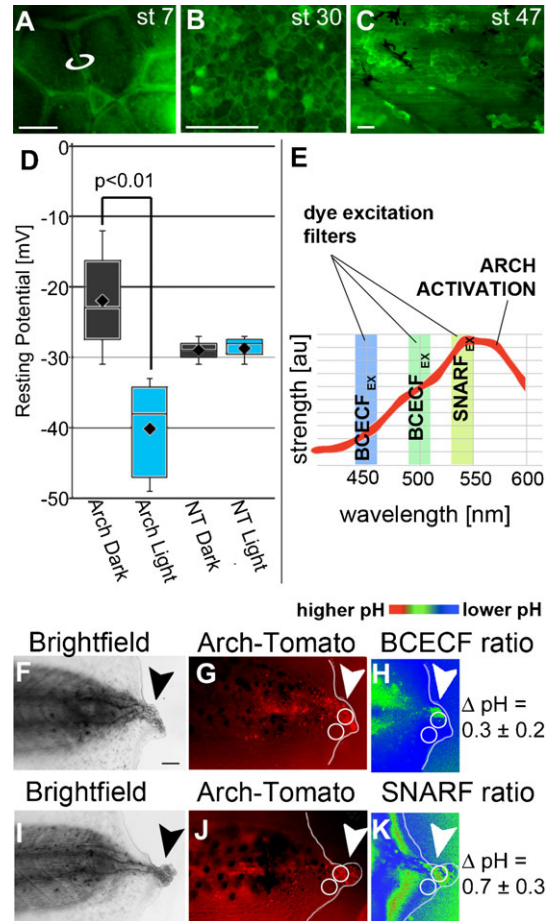 A st 7
B st 30
C st 47
D
0
-10
-20
-30
-40
-50
Resting Potential [mV]
p<0.01
Arch Dark
Arch Light
NT Dark
NT Light
E
dye excitation
filters
ARCH
ACTIVATION
strength [au]
BCECF EX
BCECF EX
SNARF EX
450 500 550 600
wavelength [nm]
higher pH lower pH
Brightfield Arch-Tomato BCECF ratio
F G H
Δ pH =
0.3 ± 0.2
Brightfield Arch-Tomato SNARF ratio
I J K
Δ pH =
0.7 ± 0.3